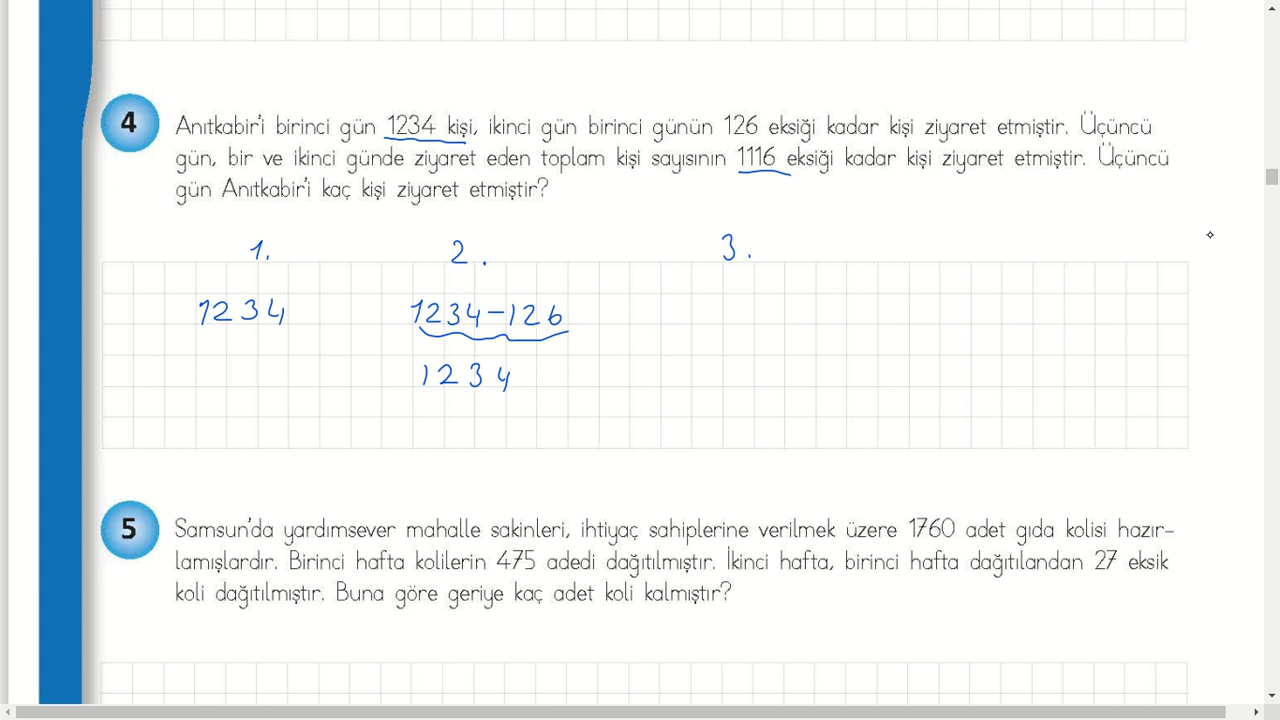 4
Anıtkabir'i birinci gün 1234 kişi, ikinci gün birinci günün 126 eksiği kadar kişi ziyaret etmiştir. Üçüncü
gün, bir ve ikinci günde ziyaret eden toplam kişi sayısının 1116 eksiği kadar kişi ziyaret etmiştir. Üçüncü
gün Anıtkabir'i kaç kişi ziyaret etmiştir?
1. 2. 3.
1234 1234-126
1234
5
Samsun'da yardımsever mahalle sakinleri, ihtiyaç sahiplerine verilmek üzere 1760 adet gıda kolisi hazır-
lamışlardır. Birinci hafta kolilerin 475 adedi dağıtılmıştır. İkinci hafta, birinci hafta dağıtılandan 27 eksik
koli dağıtılmıştır. Buna göre geriye kaç adet koli kalmıştır?